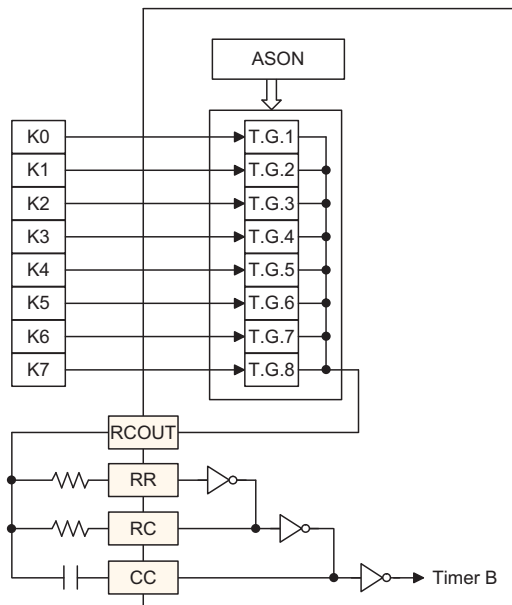 ASON
K0 T.G.1
K1 T.G.2
K2 T.G.3
K3 T.G.4
K4 T.G.5
K5 T.G.6
K6 T.G.7
K7 T.G.8
RCOUT
RR
RC
CC Timer B